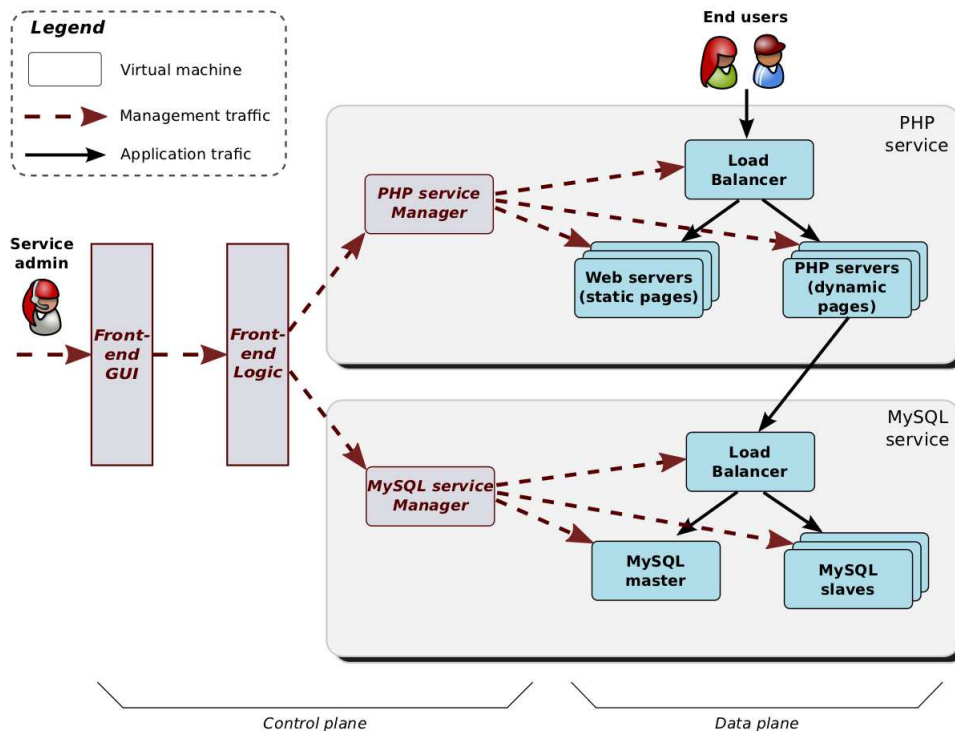 Legend
Virtual machine
Management traffic
Application trafic
End users
PHP
service
Load
Balancer
PHP service
Manager
Web servers
(static pages)
PHP servers
(dynamic
pages)
Service
admin
Front-
end
GUI
Front-
end
Logic
MySQL
service
Load
Balancer
MySQL service
Manager
MySQL
master
MySQL
slaves
Control plane
Data plane